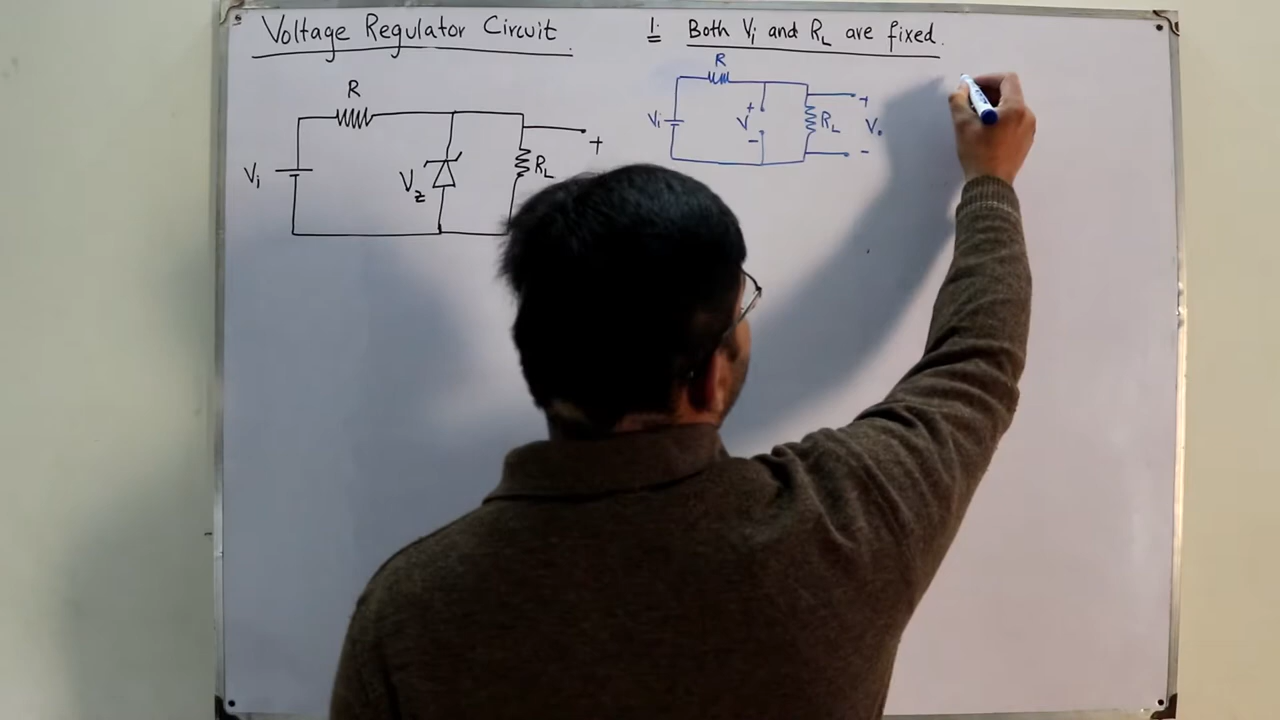 Voltage Regulator Circuit
R
Vi
Vz
RL
+
1: Both Vi and RL are fixed.
R
Vi
+
V
-
RL
+
Vo
-